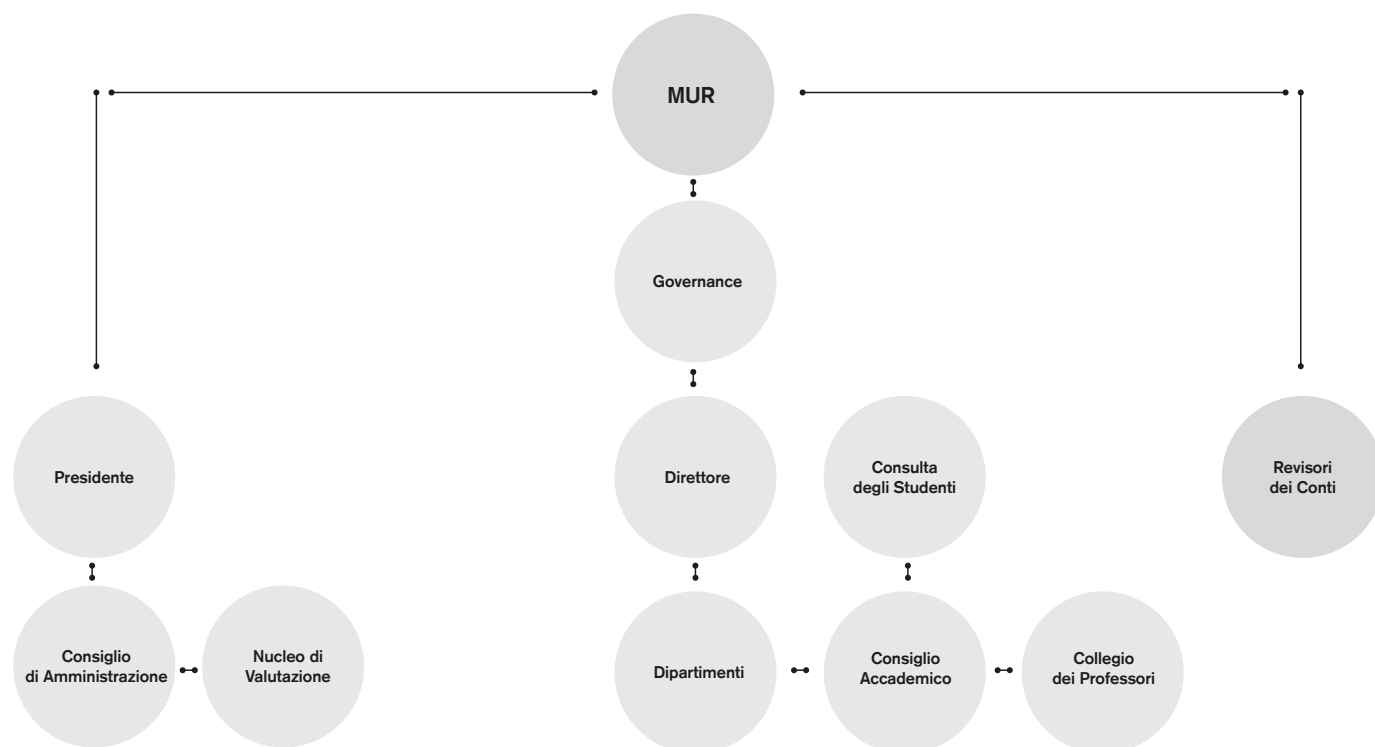 MUR
Governance
Presidente
Direttore
Consulta
degli Studenti
Revisori
dei Conti
Consiglio
di Amministrazione
Nucleo di
Valutazione
Dipartimenti
Consiglio
Accademico
Collegio
dei Professori